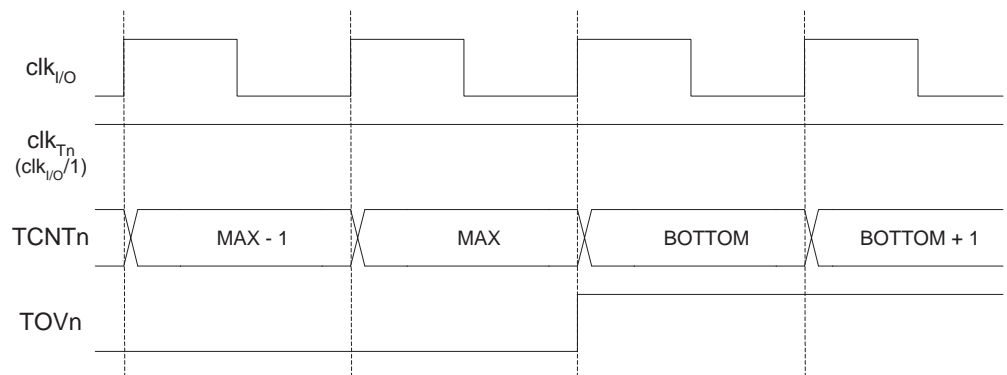 clkI/O
clkTn
(clkI/O/1)
TCNTn
MAX - 1
MAX
BOTTOM
BOTTOM + 1
TOVn